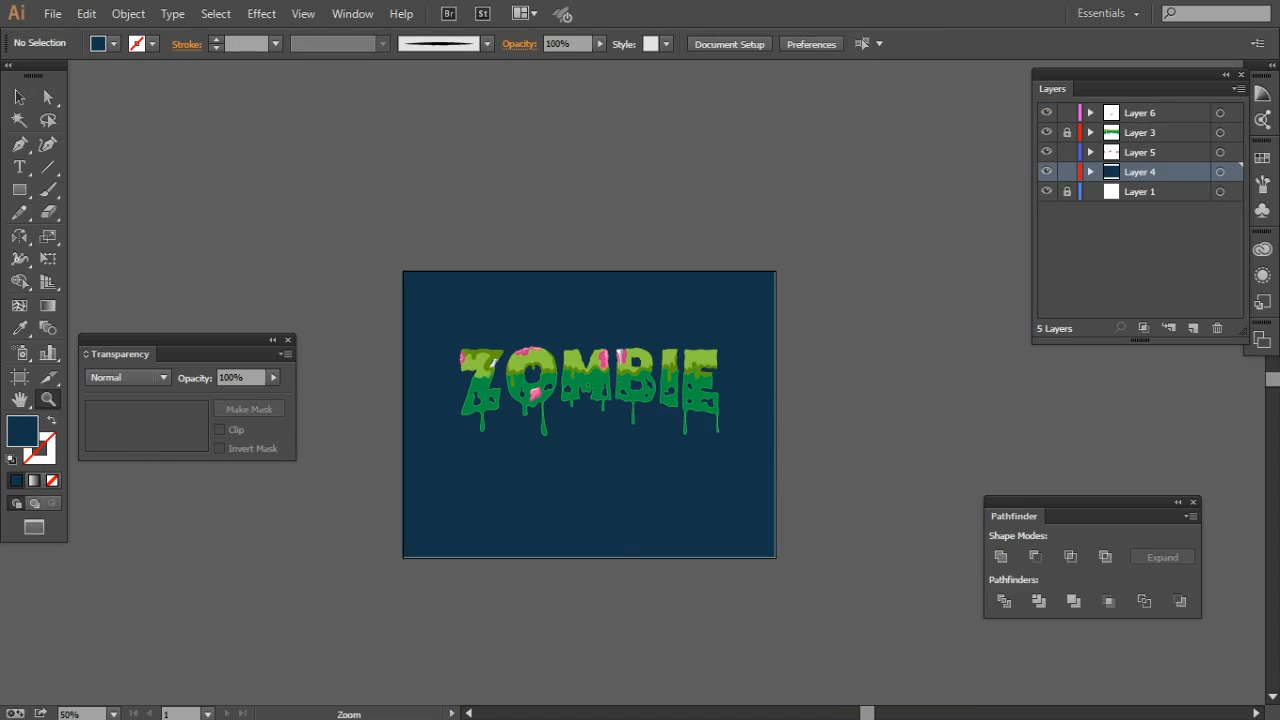 Ai File Edit Object Type Select Effect View Window Help Br St Essentials
No Selection Stroke: Opacity: 100% Style: Document Setup Preferences
Layers
Layer 6
Layer 3
Layer 5
Layer 4
Layer 1
5 Layers
Transparency
Normal Opacity: 100%
Make Mask
Clip
Invert Mask
ZOMBIE
Pathfinder
Shape Modes:
Expand
Pathfinders:
50% 1 Zoom